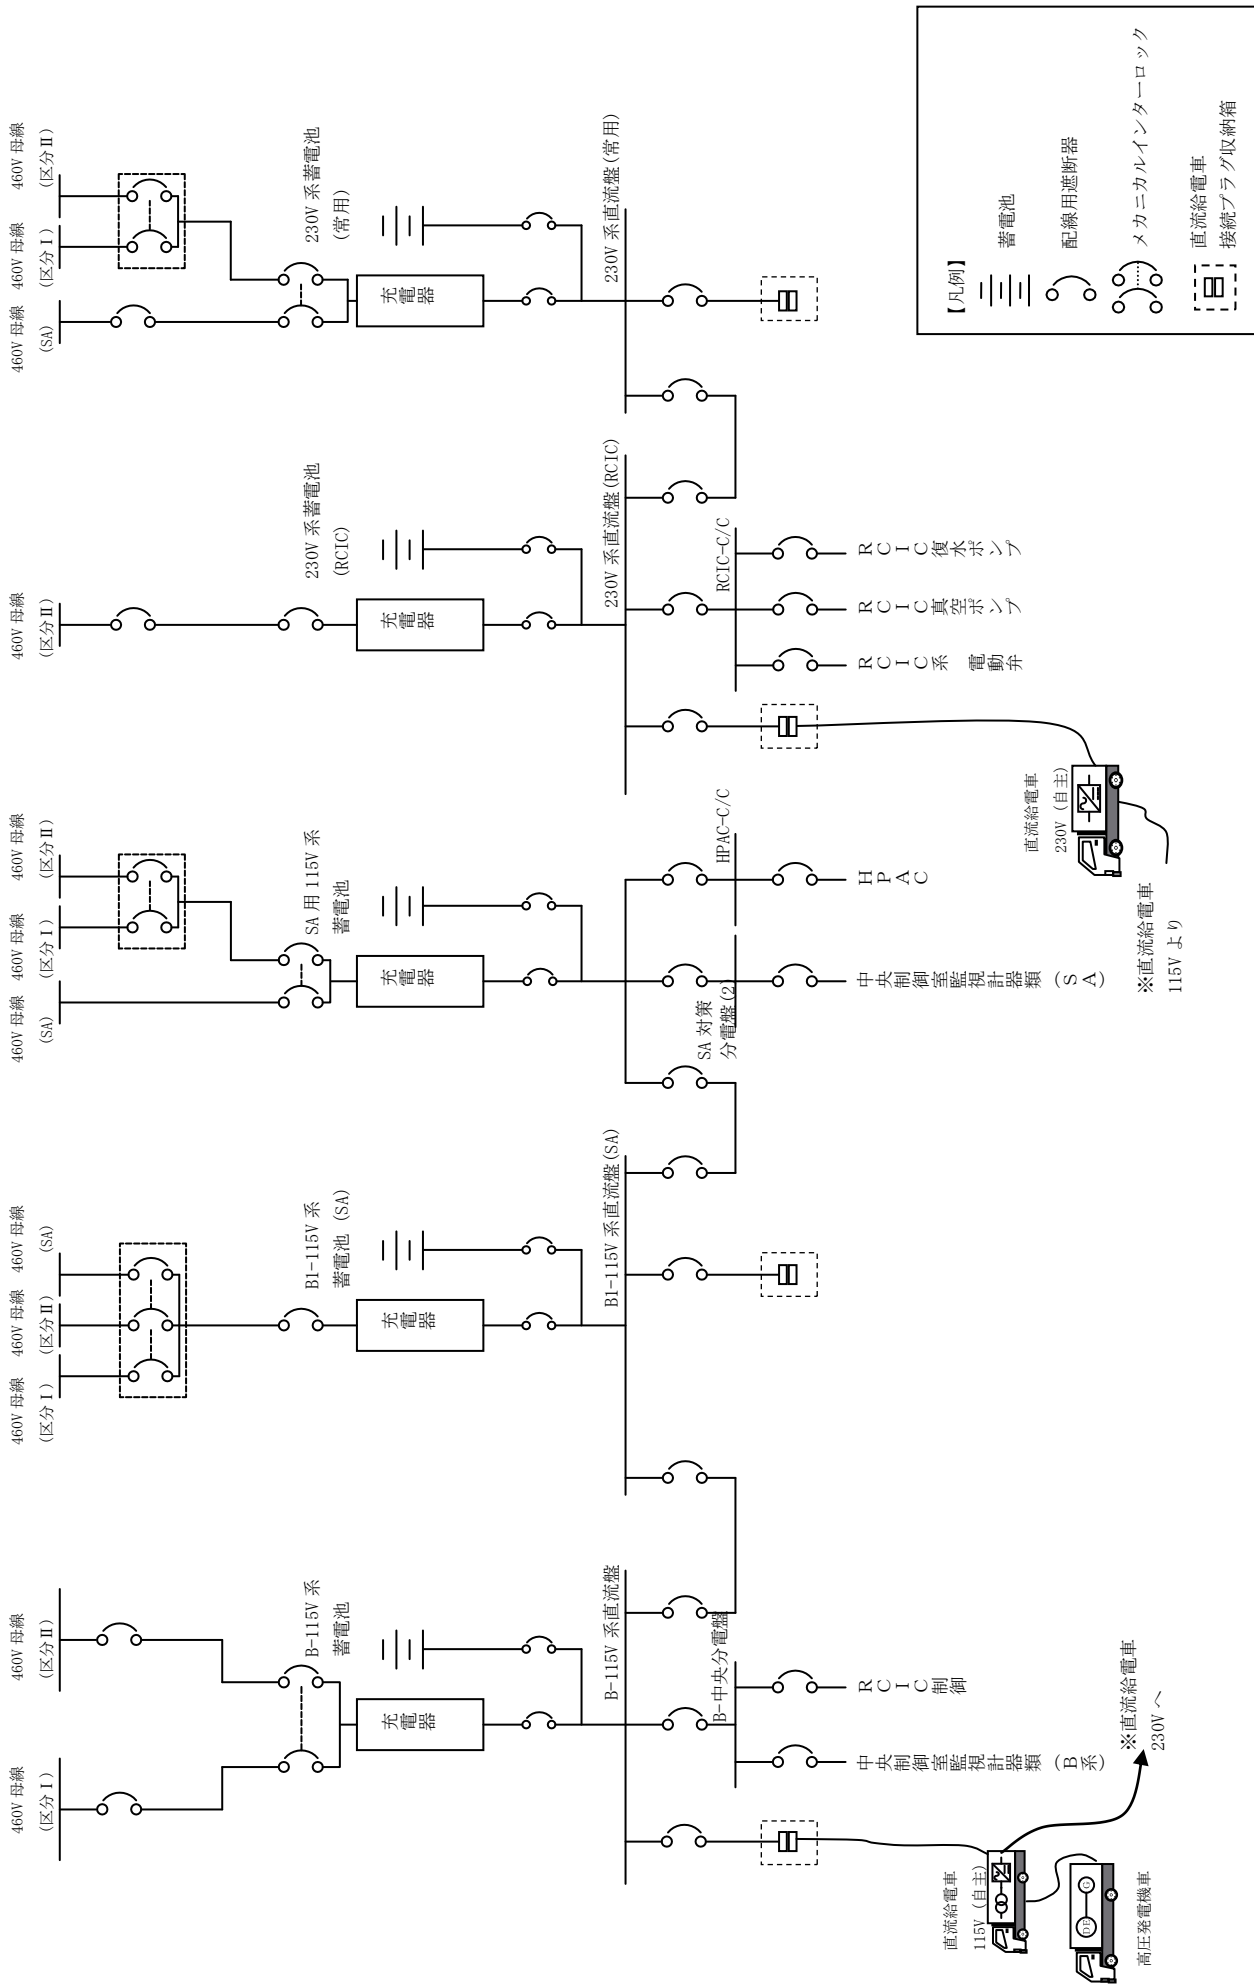 460V 母線
(区分Ⅰ)
460V 母線
(区分Ⅱ)
B-115V 系
蓄電池
充電器
B-115V 系直流盤
B-中央分電盤
中央制御室監視計器類（B系）
RCIC制御
直流給電車
115V（自主）
DE
G
高圧発電機車
※直流給電車
230V へ
460V 母線
(区分Ⅰ)
460V 母線
(区分Ⅱ)
460V 母線
(SA)
B1-115V 系
蓄電池 (SA)
充電器
B1-115V 系直流盤(SA)
460V 母線
(SA)
460V 母線
(区分Ⅰ)
460V 母線
(区分Ⅱ)
SA 用 115V 系
蓄電池
充電器
SA 対策
分電盤(2)
HPAC-C/C
中央制御室監視計器類（SA）
HPAC
460V 母線
(区分Ⅱ)
230V 系蓄電池
(RCIC)
充電器
230V 系直流盤(RCIC)
RCIC-C/C
RCIC系 電動弁
RCIC真空ポンプ
RCIC復水ポンプ
直流給電車
230V（自主）
※直流給電車
115V より
460V 母線
(SA)
460V 母線
(区分Ⅰ)
460V 母線
(区分Ⅱ)
230V 系蓄電池
(常用)
充電器
230V 系直流盤(常用)
【凡例】
蓄電池
配線用遮断器
メカニカルインターロック
直流給電車
接続プラグ収納箱